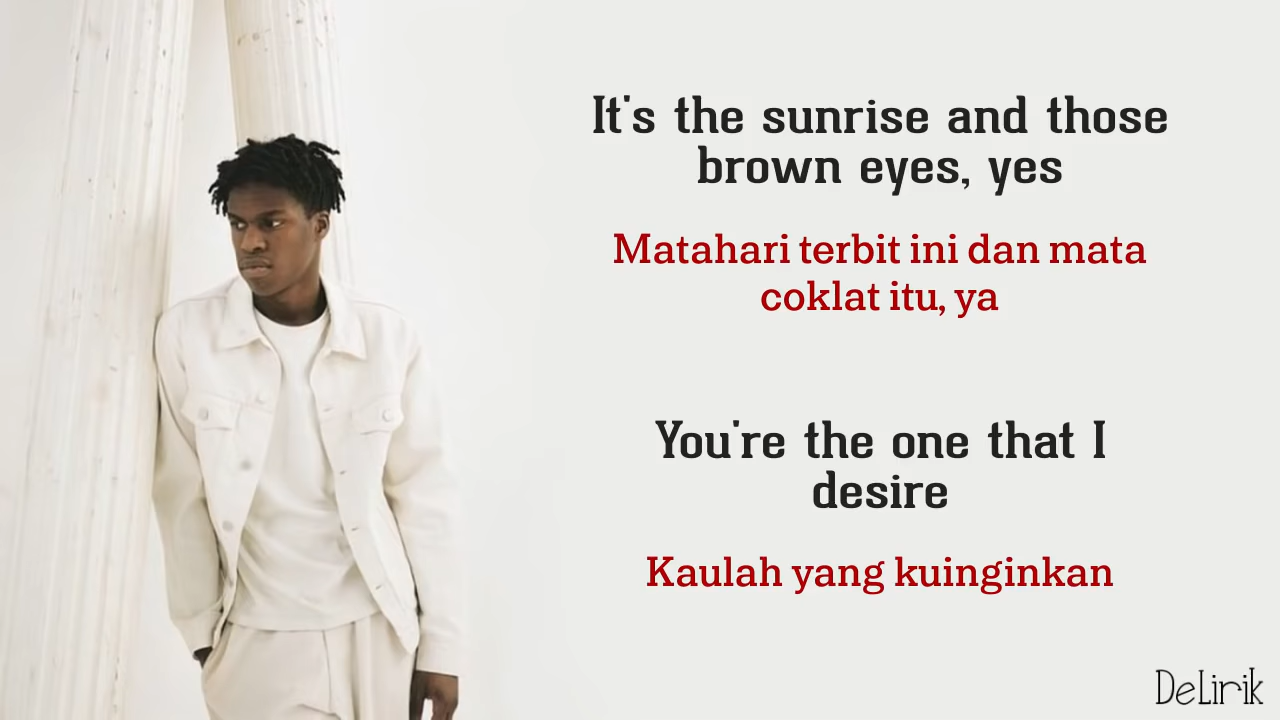 It's the sunrise and those
brown eyes, yes
Matahari terbit ini dan mata
coklat itu, ya
You're the one that I
desire
Kaulah yang kuinginkan
DeLirik